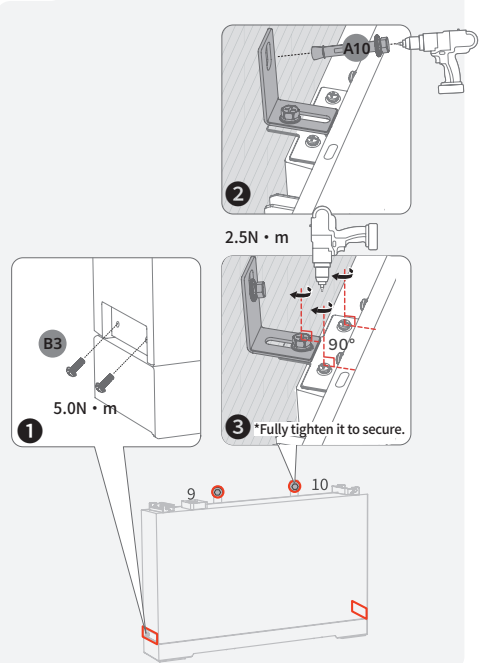 A10
2
2.5N · m
B3
5.0N · m
1
90°
3 *Fully tighten it to secure.
9
10